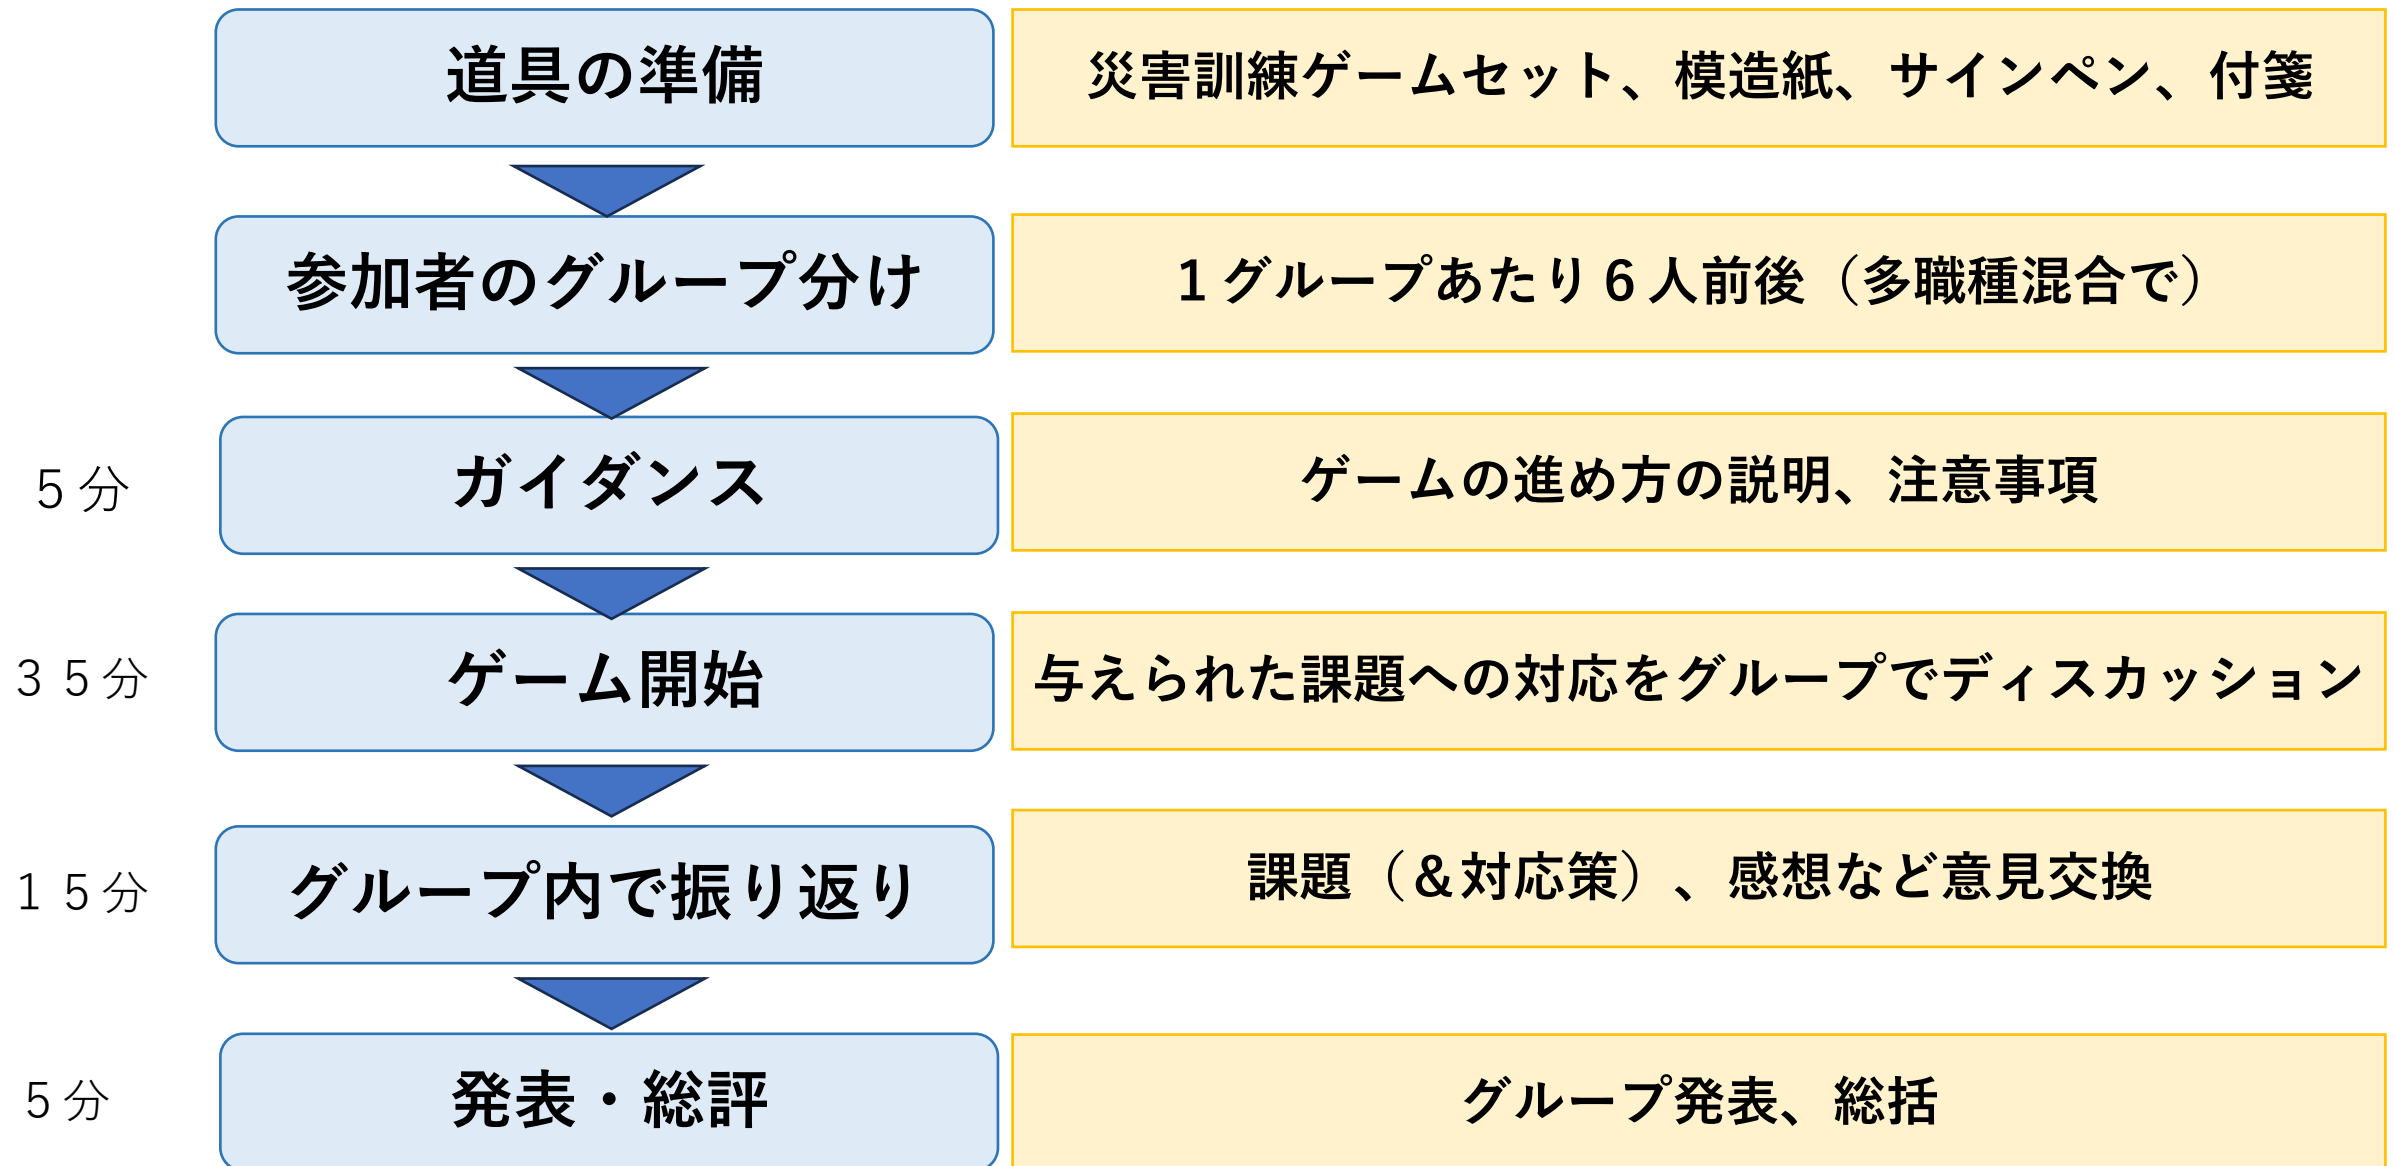 道具の準備
災害訓練ゲームセット、模造紙、サインペン、付箋
参加者のグループ分け
１グループあたり６人前後（多職種混合で）
５分
ガイダンス
ゲームの進め方の説明、注意事項
３５分
ゲーム開始
与えられた課題への対応をグループでディスカッション
１５分
グループ内で振り返り
課題（＆対応策）、感想など意見交換
５分
発表・総評
グループ発表、総括